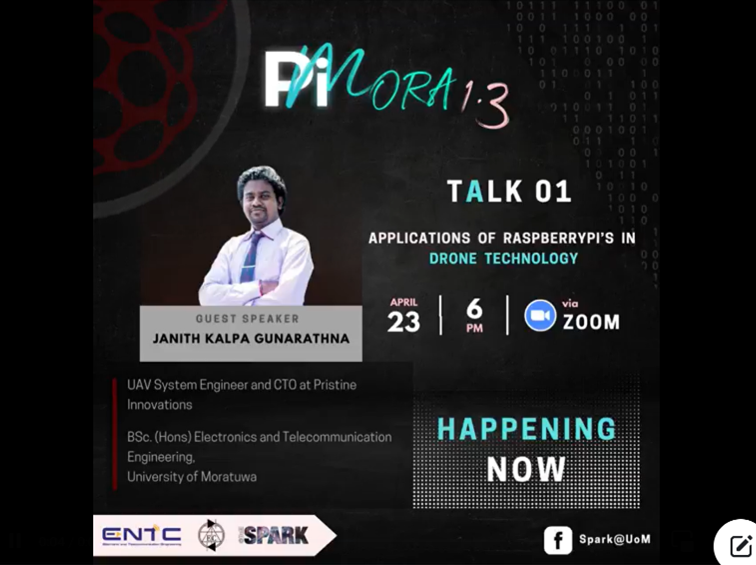 Pi MORA 1.3
TALK 01
APPLICATIONS OF RASPBERRYPI'S IN
DRONE TECHNOLOGY
APRIL
23
6
PM
via
ZOOM
GUEST SPEAKER
JANITH KALPA GUNARATHNA
UAV System Engineer and CTO at Pristine
Innovations
BSc. (Hons) Electronics and Telecommunication
Engineering,
University of Moratuwa
HAPPENING
NOW
ENTC
SPARK
Spark@UoM